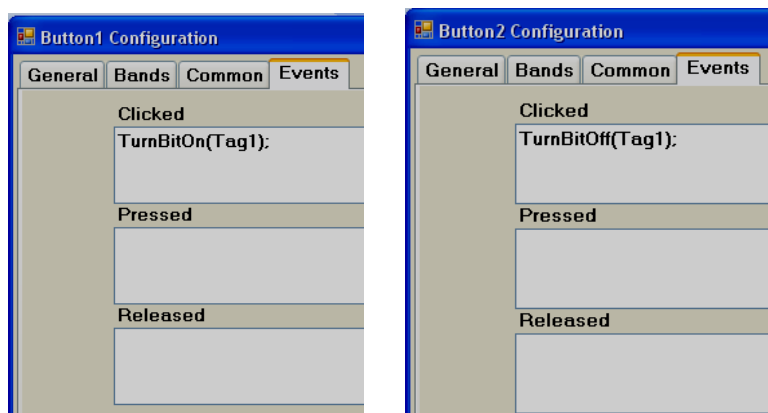 Button1 Configuration
General Bands Common Events
Clicked
TurnBitOn(Tag1);
Pressed
Released
Button2 Configuration
General Bands Common Events
Clicked
TurnBitOff(Tag1);
Pressed
Released